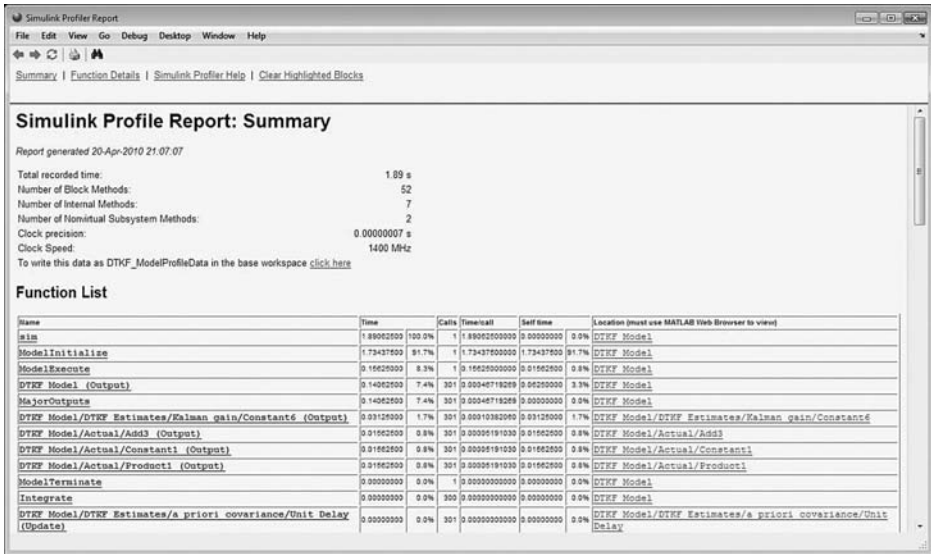 Simulink Profiler Report
File Edit View Go Debug Desktop Window Help
Summary | Function Details | Simulink Profiler Help | Clear Highlighted Blocks
Simulink Profile Report: Summary
Report generated 20-Apr-2010 21:07:07
Total recorded time: 1.89 s
Number of Block Methods: 52
Number of Internal Methods: 7
Number of Nonvirtual Subsystem Methods: 2
Clock precision: 0.00000007 s
Clock Speed: 1400 MHz
To write this data as DTKF_ModelProfileData in the base workspace click here
Function List
Name Time Calls Time/call Self time Location (must use MATLAB Web Browser to view)
sim 1.89062500 100.0% 1 1.89062500000 0.00000000 0.0% DTKF Model
ModelInitialize 1.73437500 91.7% 1 1.73437500000 1.73437500 91.7% DTKF Model
ModelExecute 0.15625000 8.3% 1 0.15625000000 0.01562500 0.8% DTKF Model
DTKF Model (Output) 0.14062500 7.4% 301 0.00046719269 0.06250000 3.3% DTKF Model
MajorOutputs 0.14062500 7.4% 301 0.00046719269 0.00000000 0.0% DTKF Model
DTKF Model/DTKF Estimates/Kalman gain/Constant6 (Output) 0.03125000 1.7% 301 0.00010382060 0.03125000 1.7% DTKF Model/DTKF Estimates/Kalman gain/Constant6
DTKF Model/Actual/Add3 (Output) 0.01562500 0.8% 301 0.00005191030 0.01562500 0.8% DTKF Model/Actual/Add3
DTKF Model/Actual/Constant1 (Output) 0.01562500 0.8% 301 0.00005191030 0.01562500 0.8% DTKF Model/Actual/Constant1
DTKF Model/Actual/Product1 (Output) 0.01562500 0.8% 301 0.00005191030 0.01562500 0.8% DTKF Model/Actual/Product1
ModelTerminate 0.00000000 0.0% 1 0.00000000000 0.00000000 0.0% DTKF Model
Integrate 0.00000000 0.0% 300 0.00000000000 0.00000000 0.0% DTKF Model
DTKF Model/DTKF Estimates/a priori covariance/Unit Delay (Update) 0.00000000 0.0% 301 0.00000000000 0.00000000 0.0% DTKF Model/DTKF Estimates/a priori covariance/Unit Delay